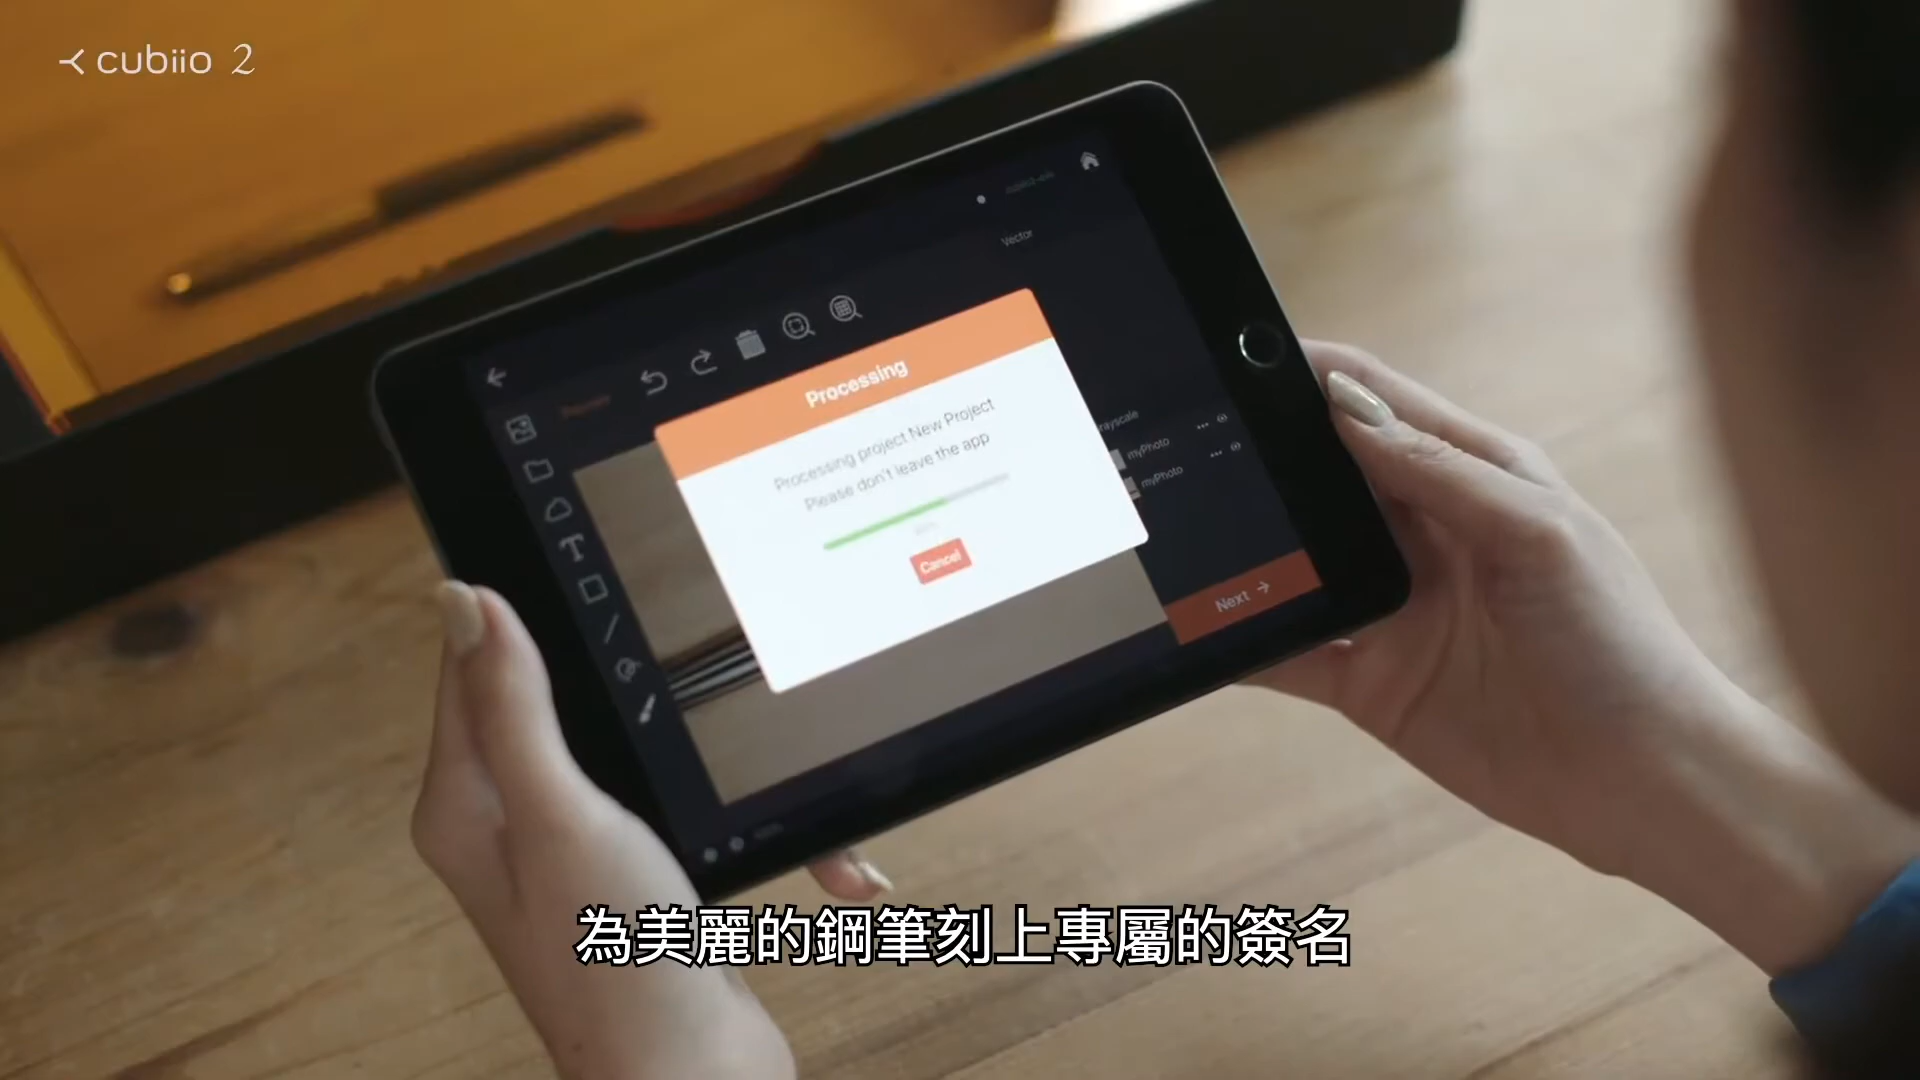 cubiio 2
Vector
Processing
Processing project New Project
Please don't leave the app
Cancel
myPhoto
myPhoto
Next
為美麗的鋼筆刻上專屬的簽名